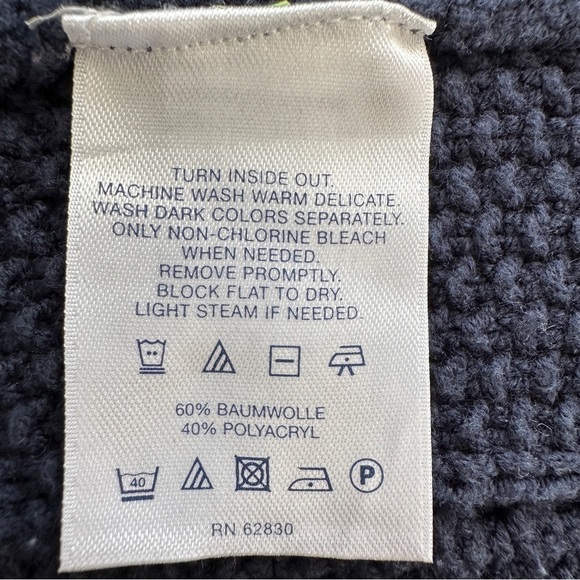 TURN INSIDE OUT.
MACHINE WASH WARM DELICATE.
WASH DARK COLORS SEPARATELY.
ONLY NON-CHLORINE BLEACH
WHEN NEEDED.
REMOVE PROMPTLY.
BLOCK FLAT TO DRY.
LIGHT STEAM IF NEEDED.
60% BAUMWOLLE
40% POLYACRYL
40 P
RN 62830